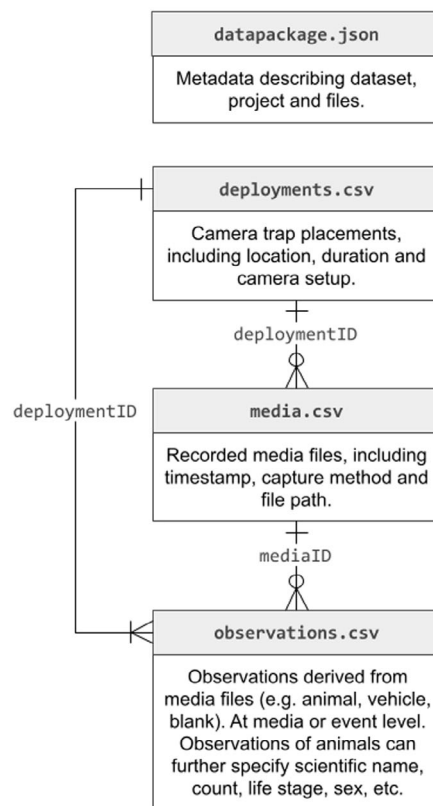 datapackage.json
Metadata describing dataset,
project and files.
deployments.csv
Camera trap placements,
including location, duration and
camera setup.
deploymentID
deploymentID
media.csv
Recorded media files, including
timestamp, capture method and
file path.
mediaID
observations.csv
Observations derived from
media files (e.g. animal, vehicle,
blank). At media or event level.
Observations of animals can
further specify scientific name,
count, life stage, sex, etc.